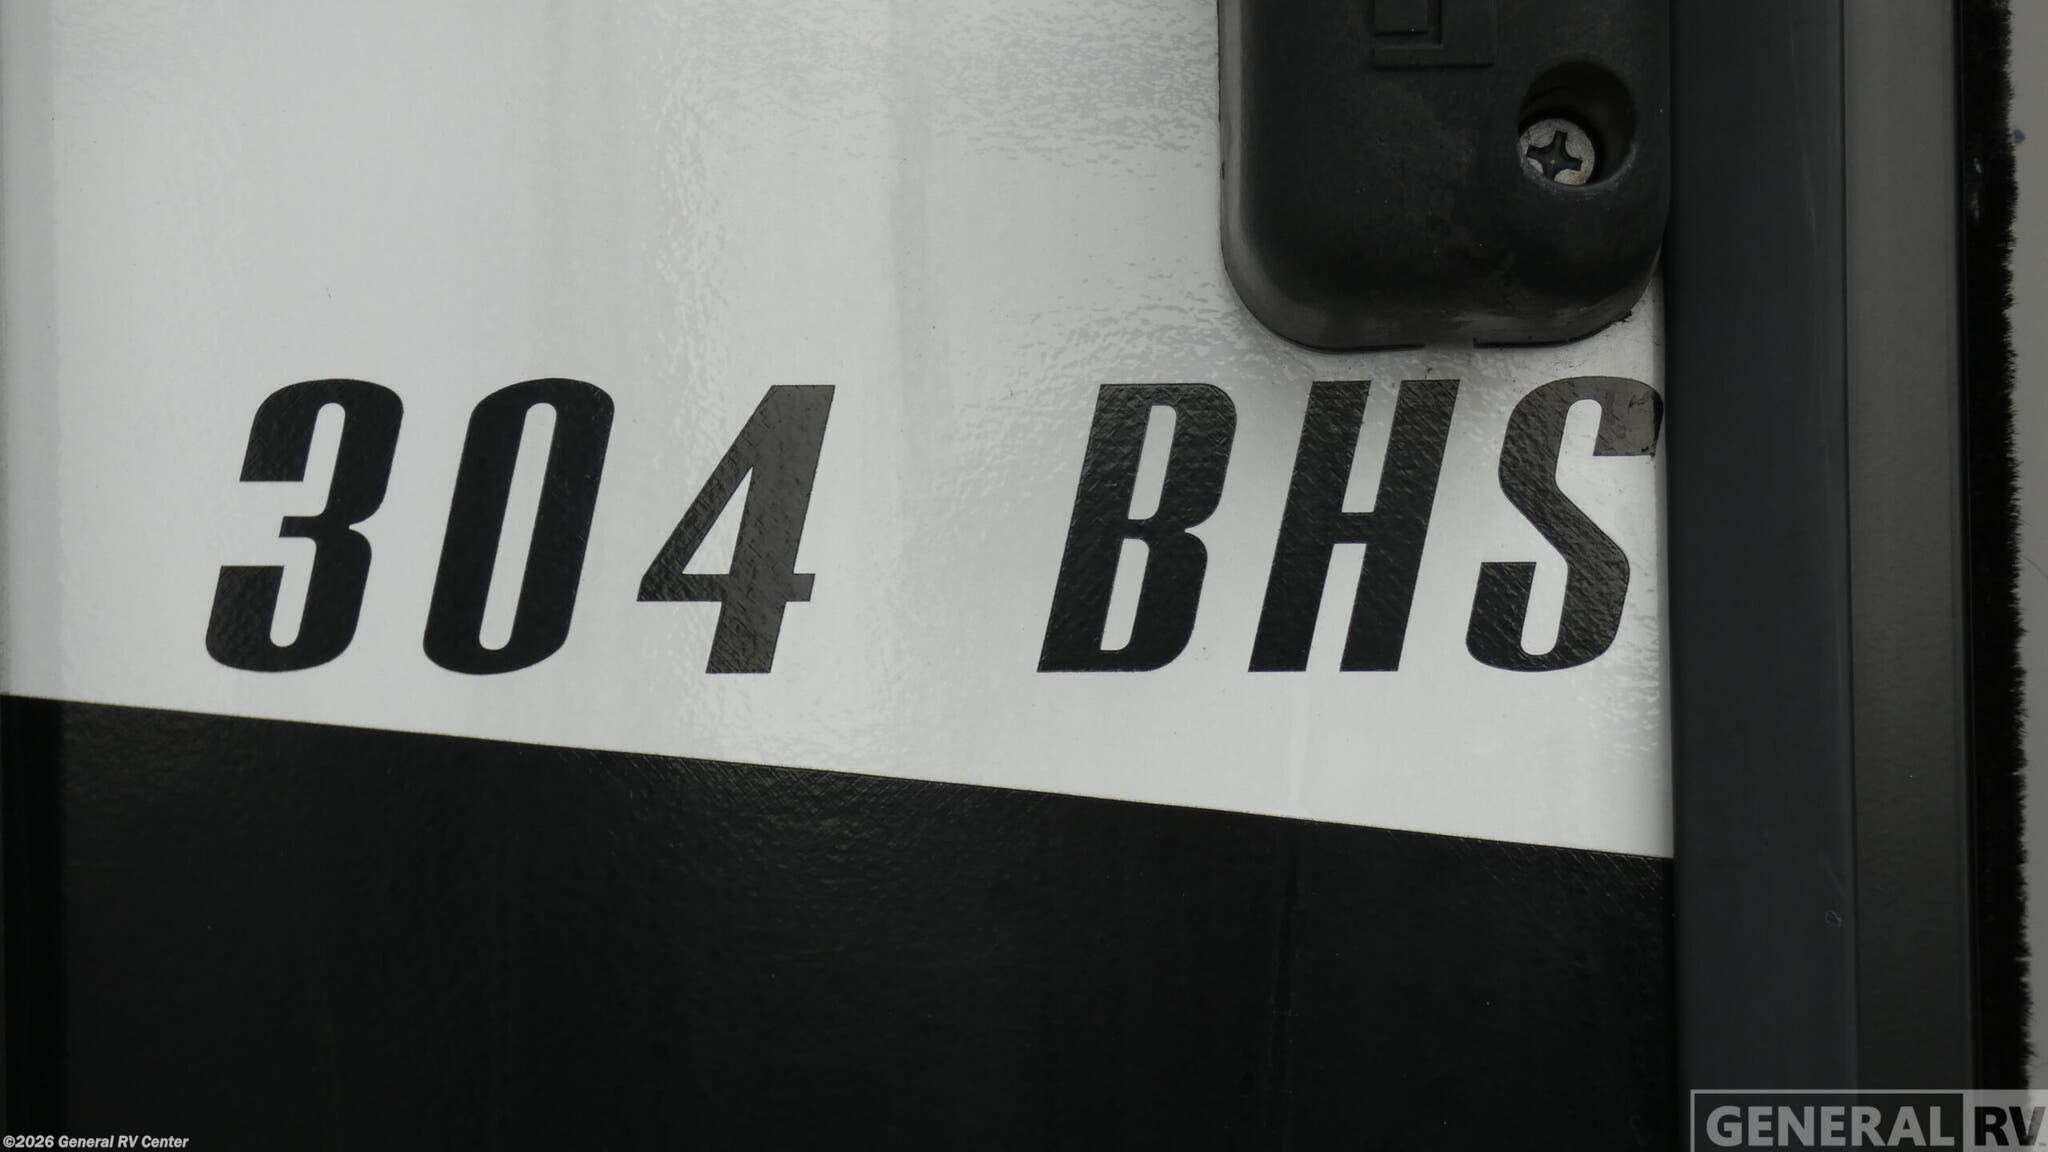 304 BHS
©2026 General RV Center
GENERAL RV